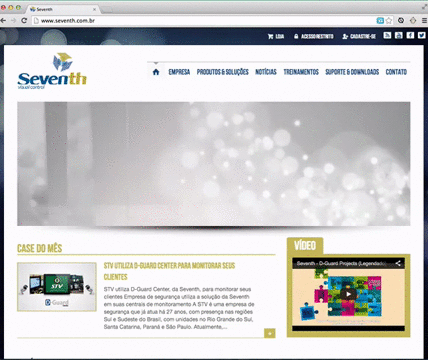 Seventh
www.seventh.com.br
LOJA
ACESSO RESTRITO
CADASTRE-SE
Seventh
visual control
EMPRESA
PRODUTOS & SOLUÇÕES
NOTÍCIAS
TREINAMENTOS
SUPORTE & DOWNLOADS
CONTATO
CASE DO MÊS
STV UTILIZA D-GUARD CENTER PARA MONITORAR SEUS
CLIENTES
STV utiliza D-Guard Center, da Seventh, para monitorar seus
clientes Empresa de segurança utiliza a solução da Seventh
em suas centrais de monitoramento A STV é uma empresa de
segurança que já atua há 27 anos, com presença nas regiões
Sul e Sudeste do Brasil, com unidades no Rio Grande do Sul,
Santa Catarina, Paraná e São Paulo. Atualmente,...
STV
D-Guard
VÍDEO
Seventh - D-Guard Projects (Legenda